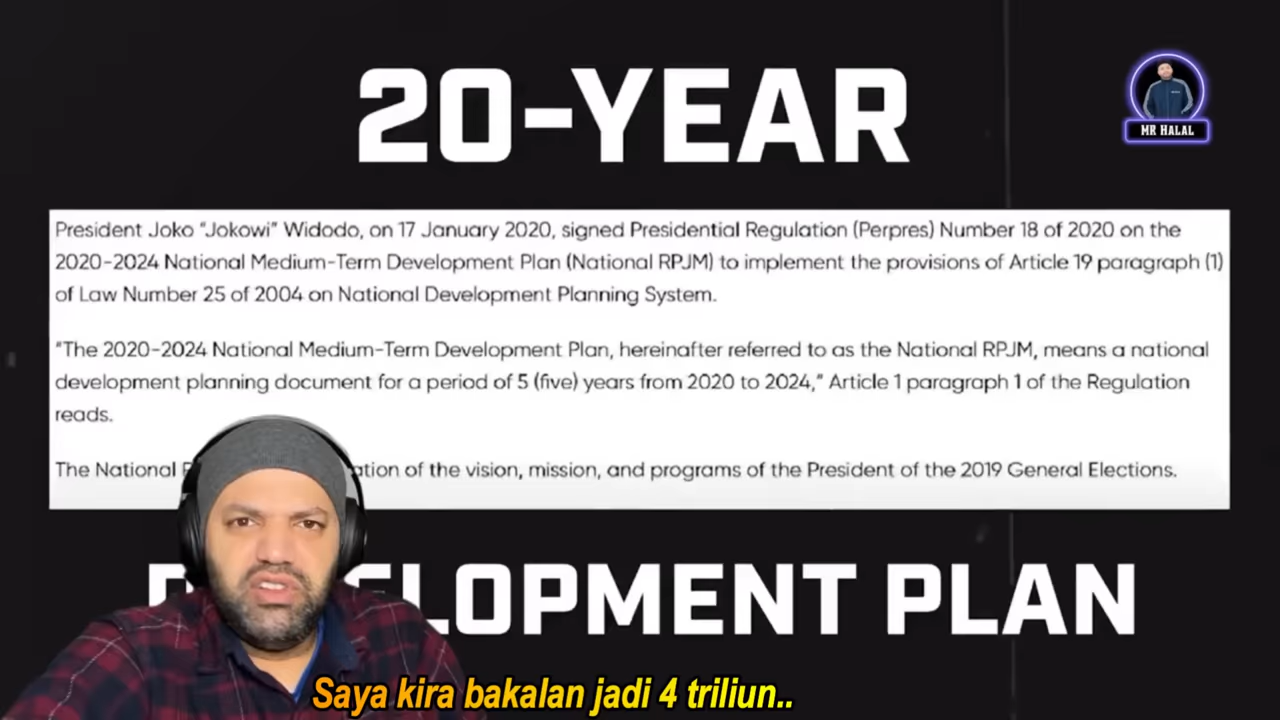 20-YEAR
MR HALAL
President Joko “Jokowi” Widodo, on 17 January 2020, signed Presidential Regulation (Perpres) Number 18 of 2020 on the
2020-2024 National Medium-Term Development Plan (National RPJM) to implement the provisions of Article 19 paragraph (1)
of Law Number 25 of 2004 on National Development Planning System.
“The 2020-2024 National Medium-Term Development Plan, hereinafter referred to as the National RPJM, means a national
development planning document for a period of 5 (five) years from 2020 to 2024,” Article 1 paragraph 1 of the Regulation
reads.
The National of the vision, mission, and programs of the President of the 2019 General Elections.
PLAN
Saya kira bakalan jadi 4 triliun..